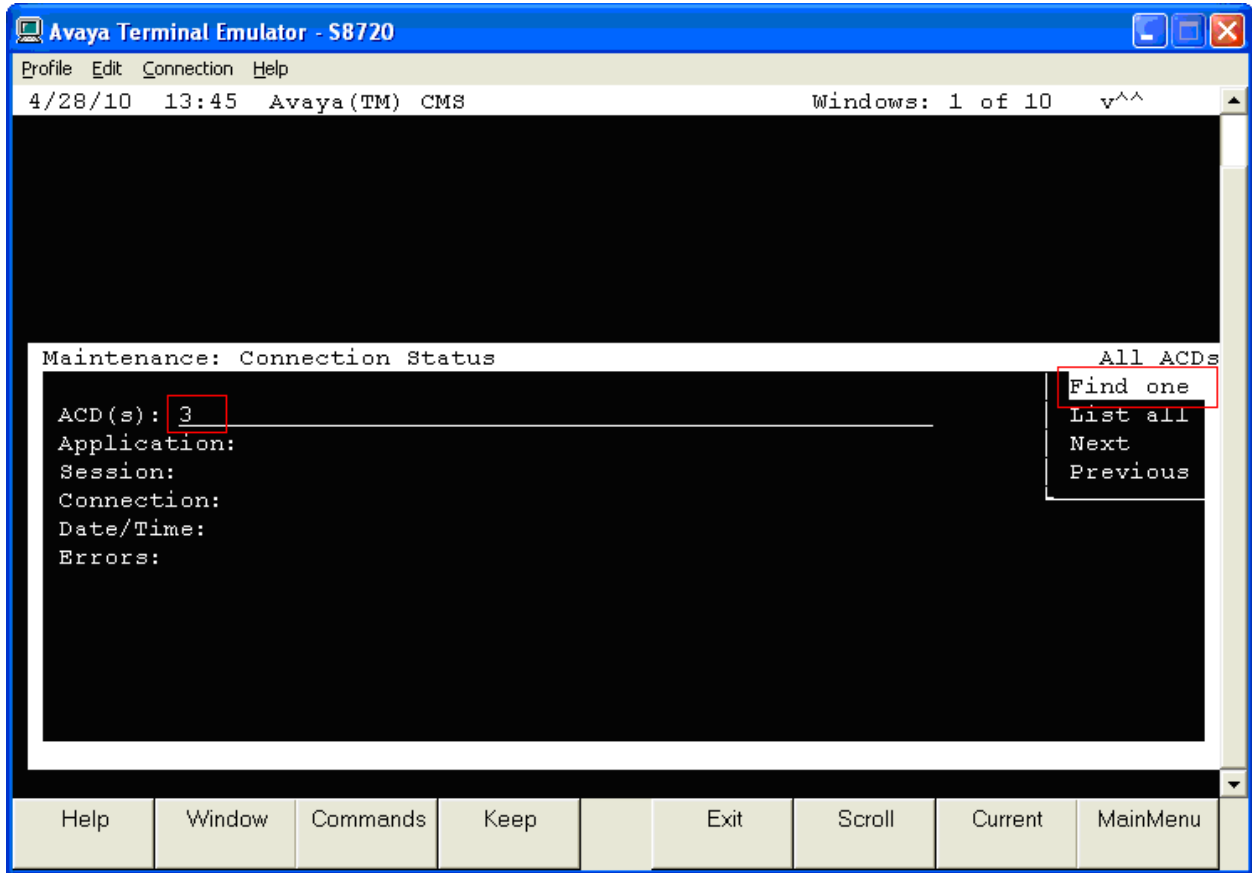 Avaya Terminal Emulator - S8720
Profile Edit Connection Help
4/28/10 13:45 Avaya(TM) CMS Windows: 1 of 10 v^^
Maintenance: Connection Status All ACDs
Find one
ACD(s): 3 List all
Application: Next
Session: Previous
Connection:
Date/Time:
Errors:
Help Window Commands Keep Exit Scroll Current MainMenu